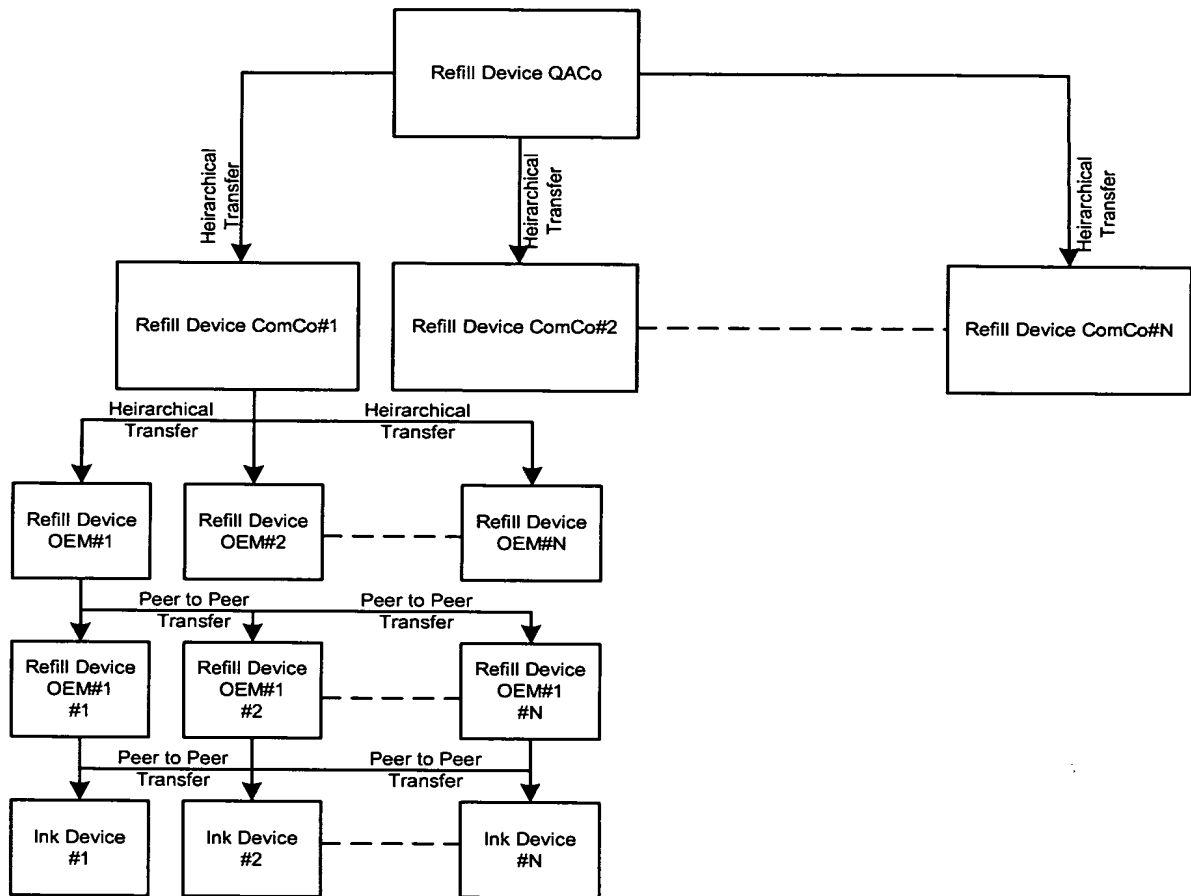 Refill Device QACo
Heirarchical
Transfer
Heirarchical
Transfer
Heirarchical
Transfer
Refill Device ComCo#1
Refill Device ComCo#2
Refill Device ComCo#N
Heirarchical
Transfer
Heirarchical
Transfer
Refill Device
OEM#1
Refill Device
OEM#2
Refill Device
OEM#N
Peer to Peer
Transfer
Peer to Peer
Transfer
Refill Device
OEM#1
#1
Refill Device
OEM#1
#2
Refill Device
OEM#1
#N
Peer to Peer
Transfer
Peer to Peer
Transfer
Ink Device
#1
Ink Device
#2
Ink Device
#N